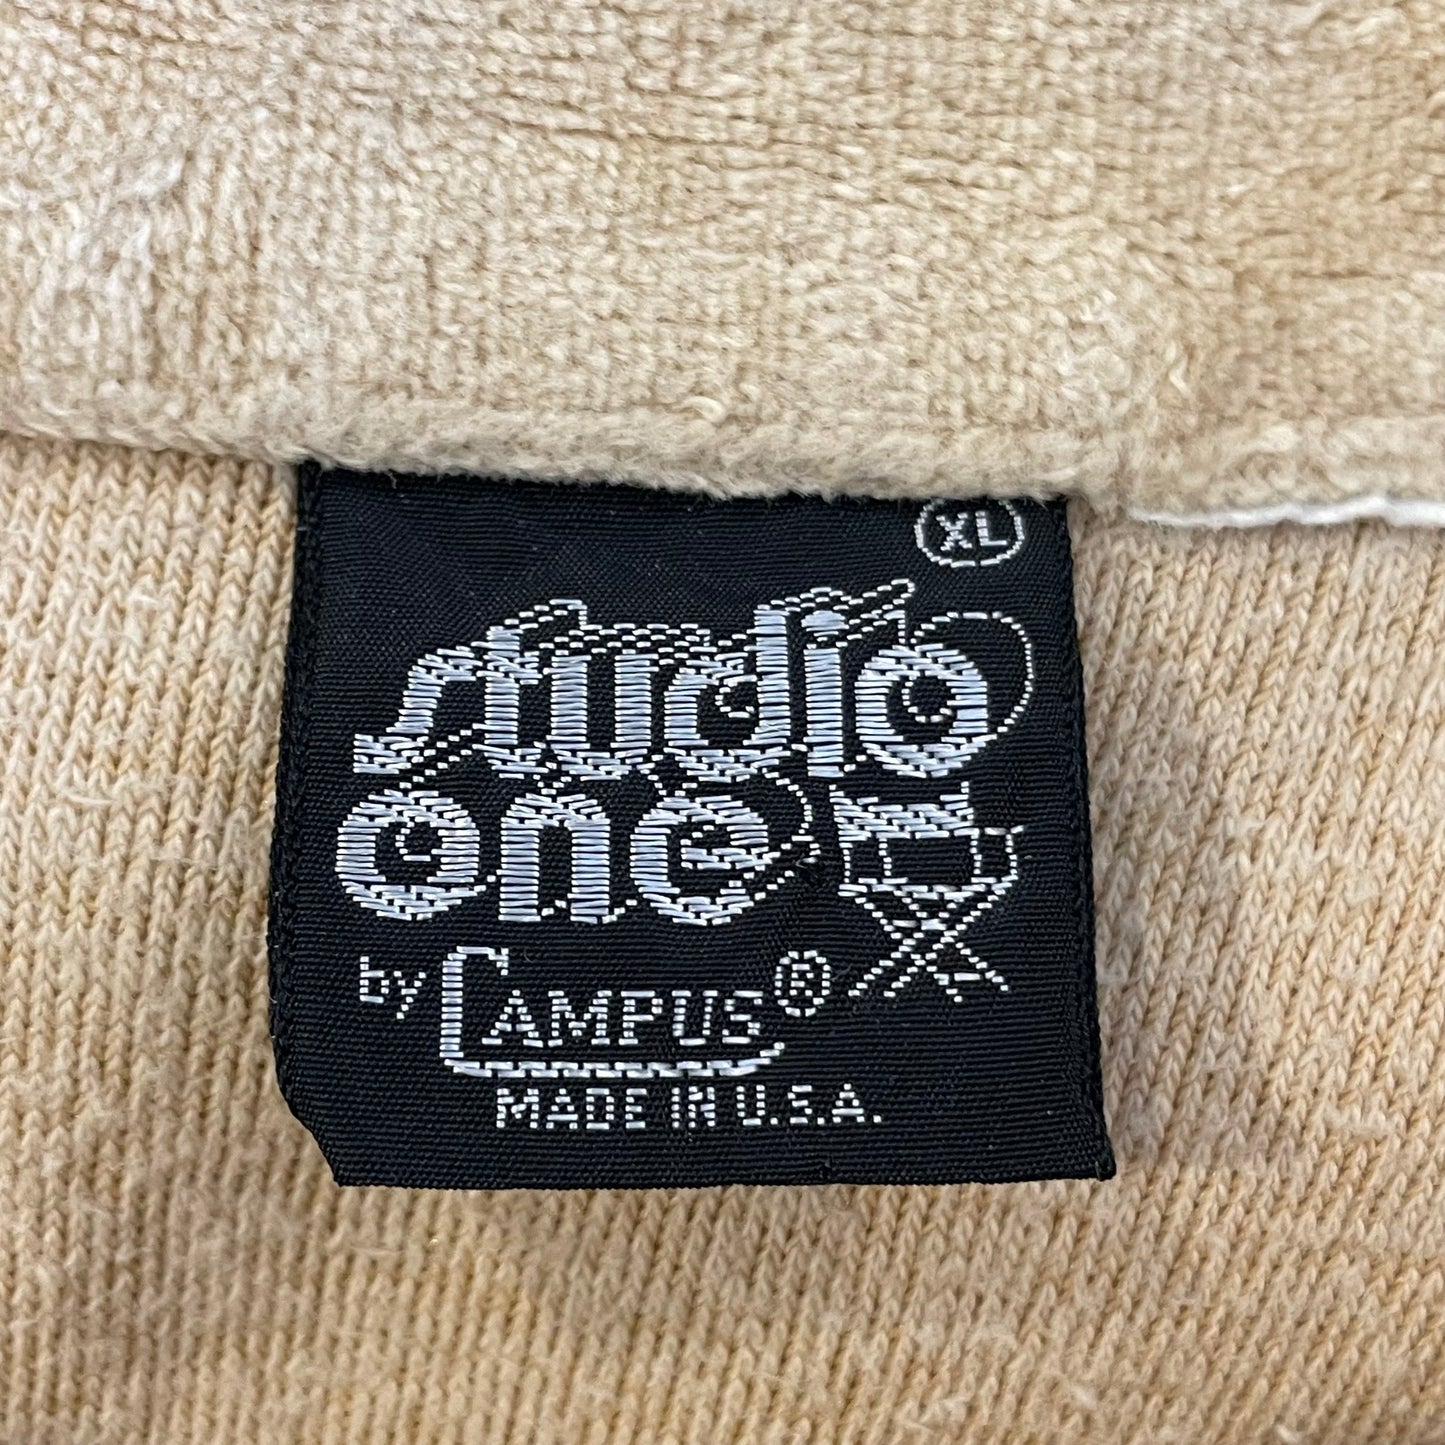 XL
studio
one
by CAMPUS®
MADE IN U.S.A.